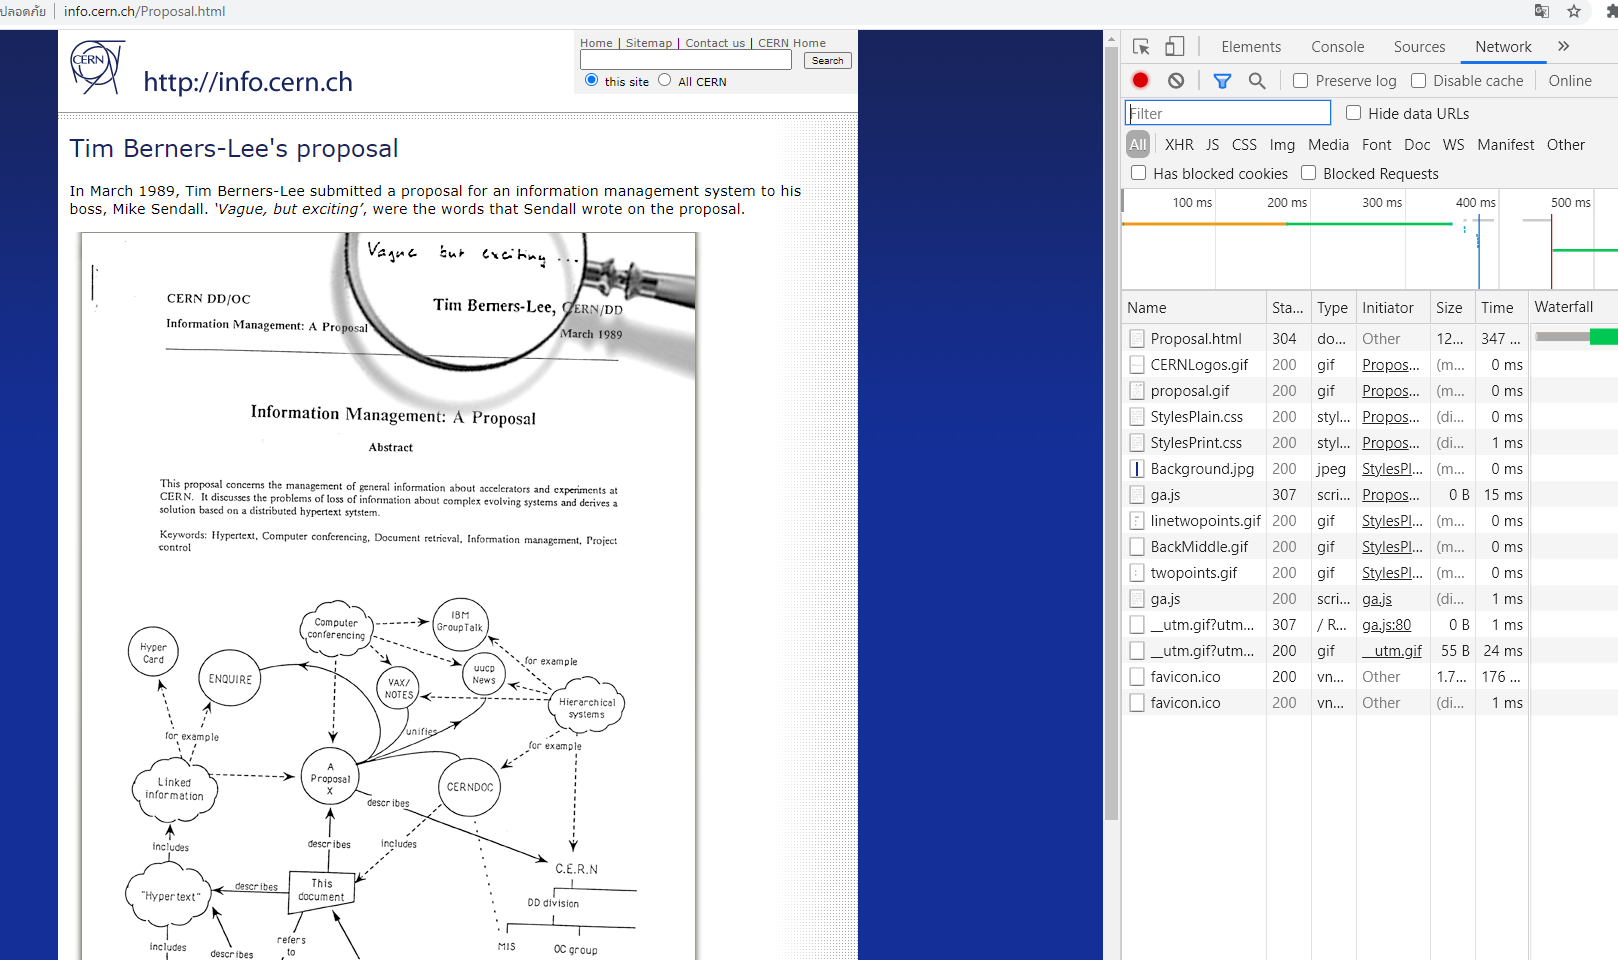 ปลอดภัย | info.cern.ch/Proposal.html
CERN
http://info.cern.ch
Home | Sitemap | Contact us | CERN Home
Search
this site All CERN
Tim Berners-Lee's proposal
In March 1989, Tim Berners-Lee submitted a proposal for an information management system to his
boss, Mike Sendall. 'Vague, but exciting', were the words that Sendall wrote on the proposal.
Vague but exciting ...
CERN DD/OC
Tim Berners-Lee, CERN/DD
Information Management: A Proposal
March 1989
Information Management: A Proposal
Abstract
This proposal concerns the management of general information about accelerators and experiments at
CERN. It discusses the problems of loss of information about complex evolving systems and derives a
solution based on a distributed hypertext sytstem.
Keywords: Hypertext, Computer conferencing, Document retrieval, Information management, Project
control
IBM
GroupTalk
Computer
conferencing
Hyper
Card
for example
uucp
News
ENQUIRE
VAX/
NOTES
Hierarchical
systems
unifies
for example
for example
A
Proposal
X
Linked
information
CERNDOC
describes
includes
describes
includes
C.E.R.N
This
document
describes
"Hypertext"
DD division
refers
to
includes
describes
MIS
OC group
Elements Console Sources Network »
Preserve log Disable cache Online
Filter
Hide data URLs
All XHR JS CSS Img Media Font Doc WS Manifest Other
Has blocked cookies Blocked Requests
100 ms 200 ms 300 ms 400 ms 500 ms
Name Sta... Type Initiator Size Time Waterfall
Proposal.html 304 do... Other 12... 347 ...
CERNLogos.gif 200 gif Propos... (m... 0 ms
proposal.gif 200 gif Propos... (m... 0 ms
StylesPlain.css 200 styl... Propos... (di... 0 ms
StylesPrint.css 200 styl... Propos... (di... 1 ms
Background.jpg 200 jpeg StylesPl... (m... 0 ms
ga.js 307 scri... Propos... 0 B 15 ms
linetwopoints.gif 200 gif StylesPl... (m... 0 ms
BackMiddle.gif 200 gif StylesPl... (m... 0 ms
twopoints.gif 200 gif StylesPl... (m... 0 ms
ga.js 200 scri... ga.js (di... 1 ms
__utm.gif?utm... 307 / R... ga.js:80 0 B 1 ms
__utm.gif?utm... 200 gif __utm.gif 55 B 24 ms
favicon.ico 200 vn... Other 1.7... 176 ...
favicon.ico 200 vn... Other (di... 1 ms